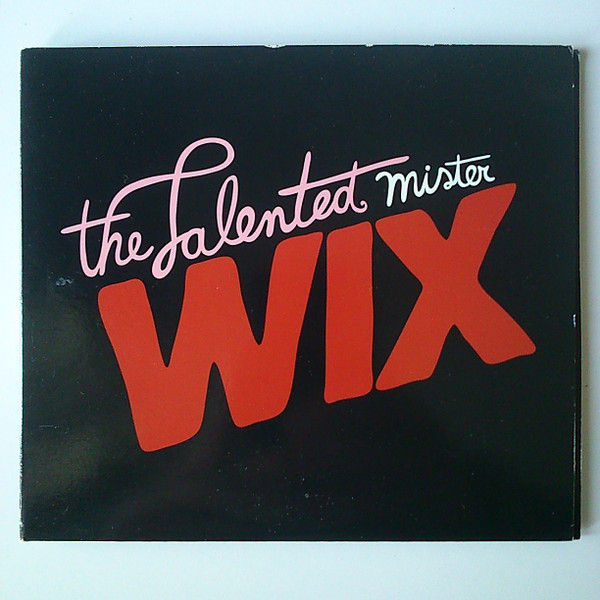 the Talented mister
WIX